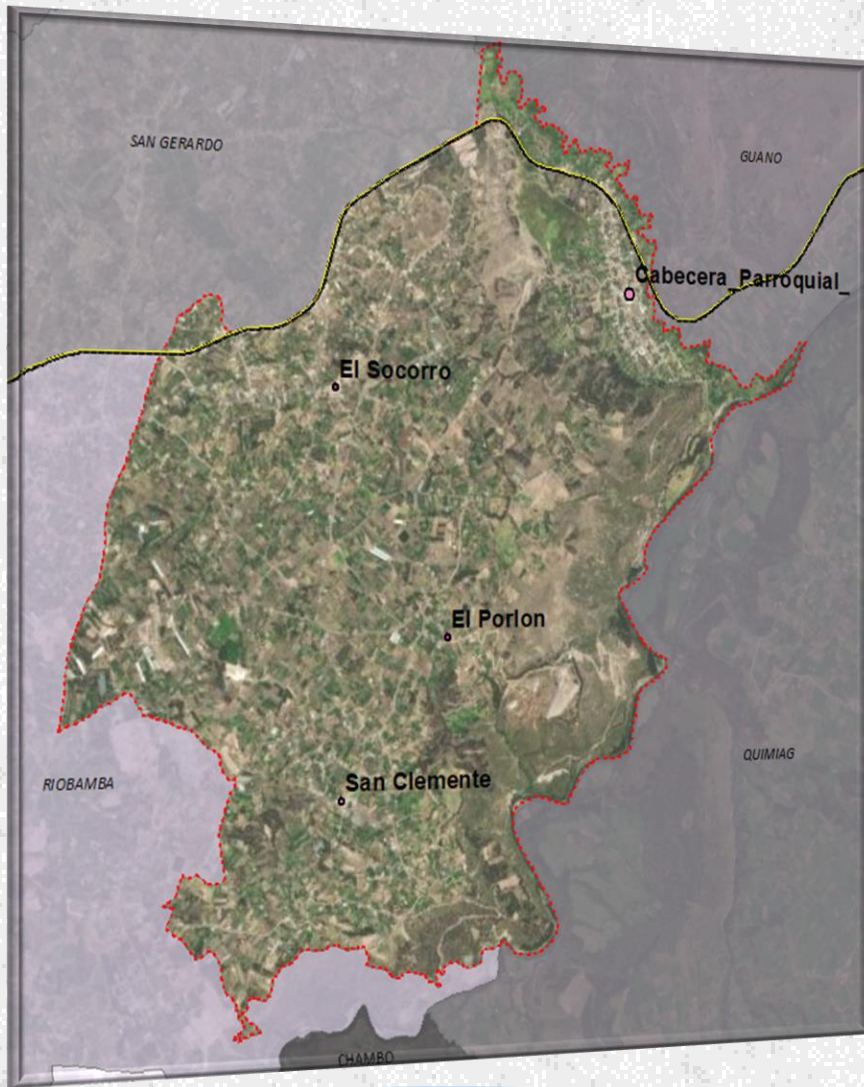 SAN GERARDO
GUANO
Cabecera_Parroquial_
El Socorro
El Porlon
San Clemente
RIOBAMBA
QUIMIAG
CHAMBO